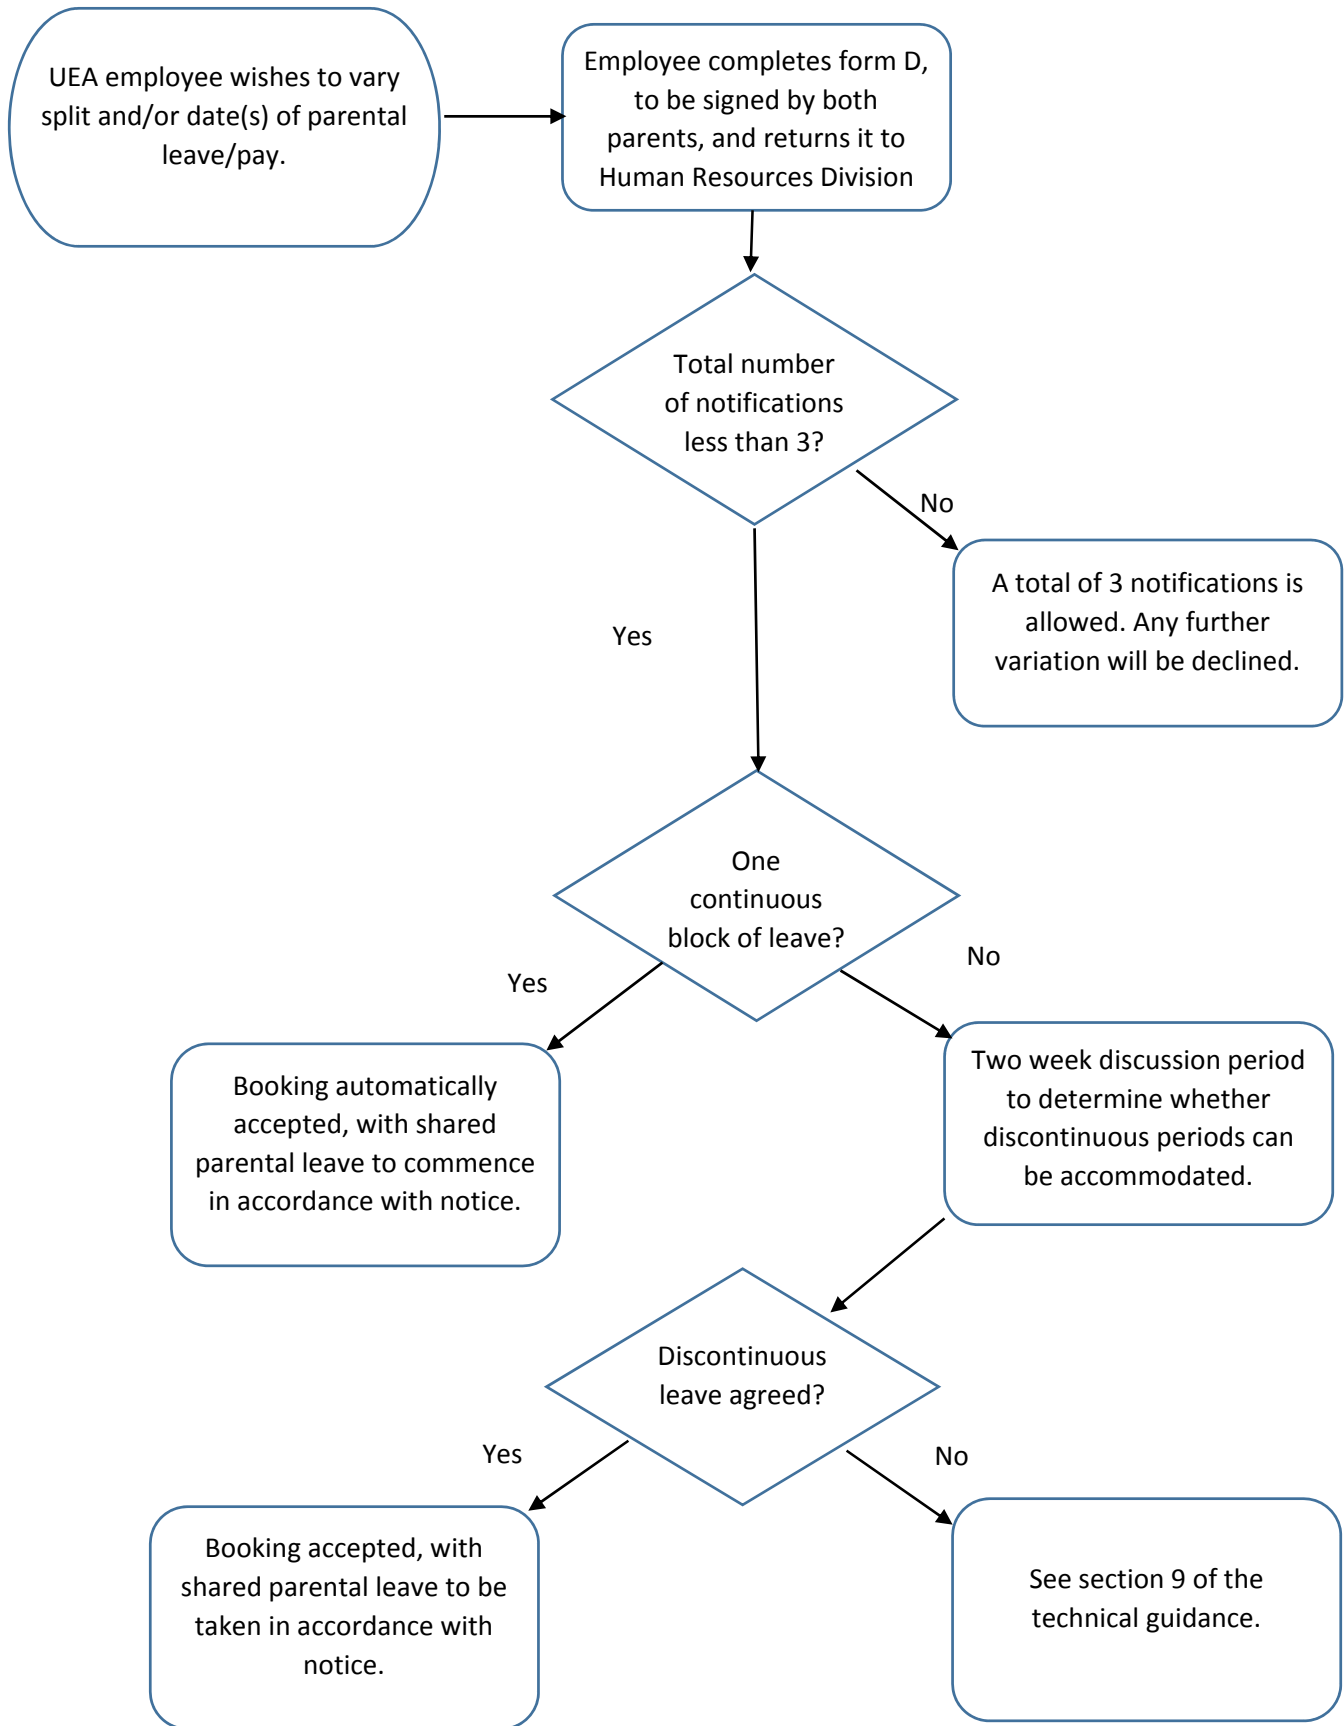 UEA employee wishes to vary
split and/or date(s) of parental
leave/pay.
Employee completes form D,
to be signed by both
parents, and returns it to
Human Resources Division
Total number
of notifications
less than 3?
No
A total of 3 notifications is
allowed. Any further
variation will be declined.
Yes
One
continuous
block of leave?
Yes
No
Booking automatically
accepted, with shared
parental leave to commence
in accordance with notice.
Two week discussion period
to determine whether
discontinuous periods can
be accommodated.
Discontinuous
leave agreed?
Yes
No
Booking accepted, with
shared parental leave to be
taken in accordance with
notice.
See section 9 of the
technical guidance.